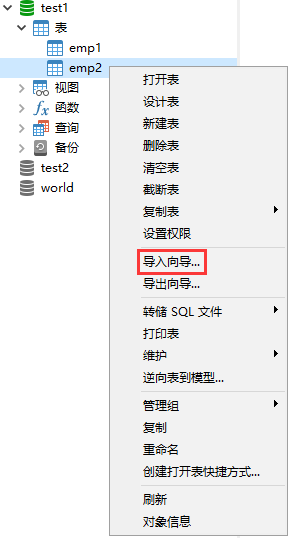 test1
表
emp1
emp2
视图
函数
查询
备份
test2
world
打开表
设计表
新建表
删除表
清空表
截断表
复制表
设置权限
导入向导...
导出向导...
转储 SQL 文件
打印表
维护
逆向表到模型...
管理组
复制
重命名
创建打开表快捷方式...
刷新
对象信息